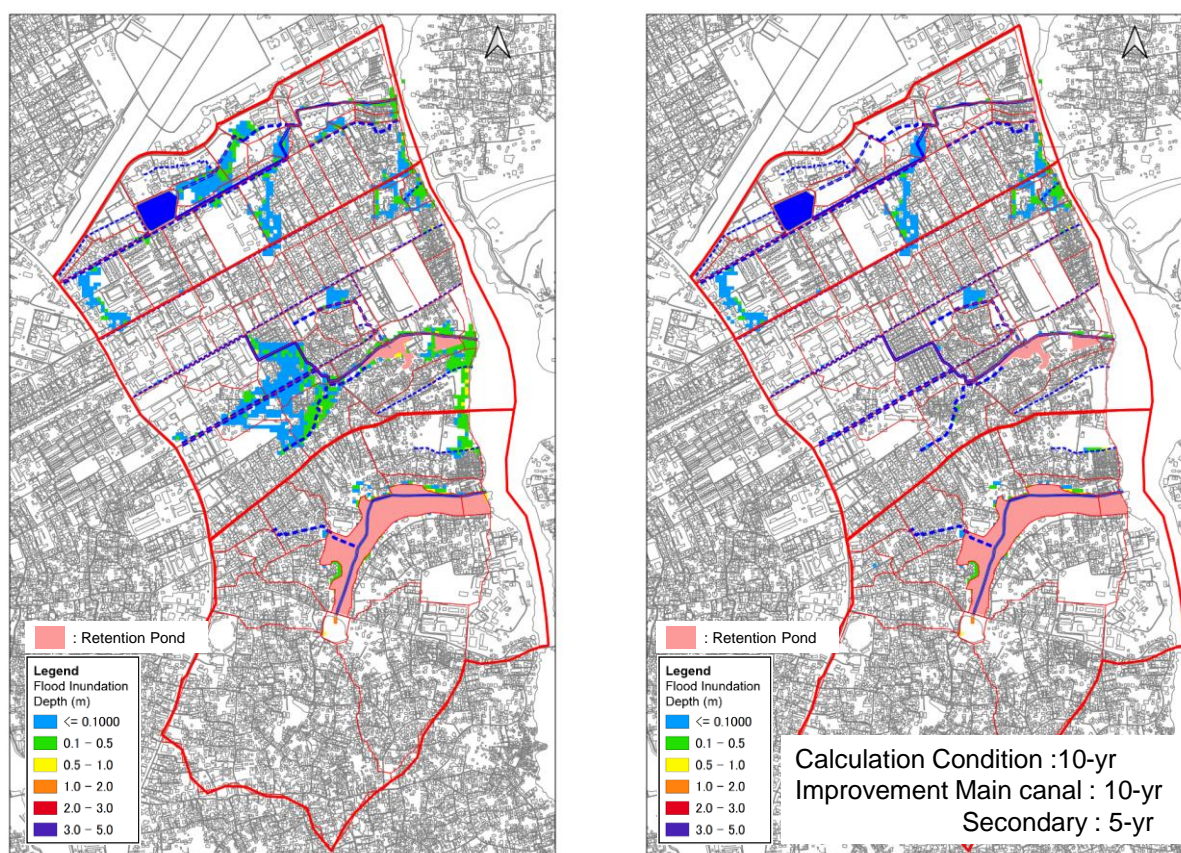 : Retention Pond
Legend
Flood Inundation
Depth (m)
<= 0.1000
0.1 − 0.5
0.5 − 1.0
1.0 − 2.0
2.0 − 3.0
3.0 − 5.0
: Retention Pond
Legend
Flood Inundation
Depth (m)
<= 0.1000
0.1 − 0.5
0.5 − 1.0
1.0 − 2.0
2.0 − 3.0
3.0 − 5.0
Calculation Condition :10-yr
Improvement Main canal : 10-yr
Secondary : 5-yr